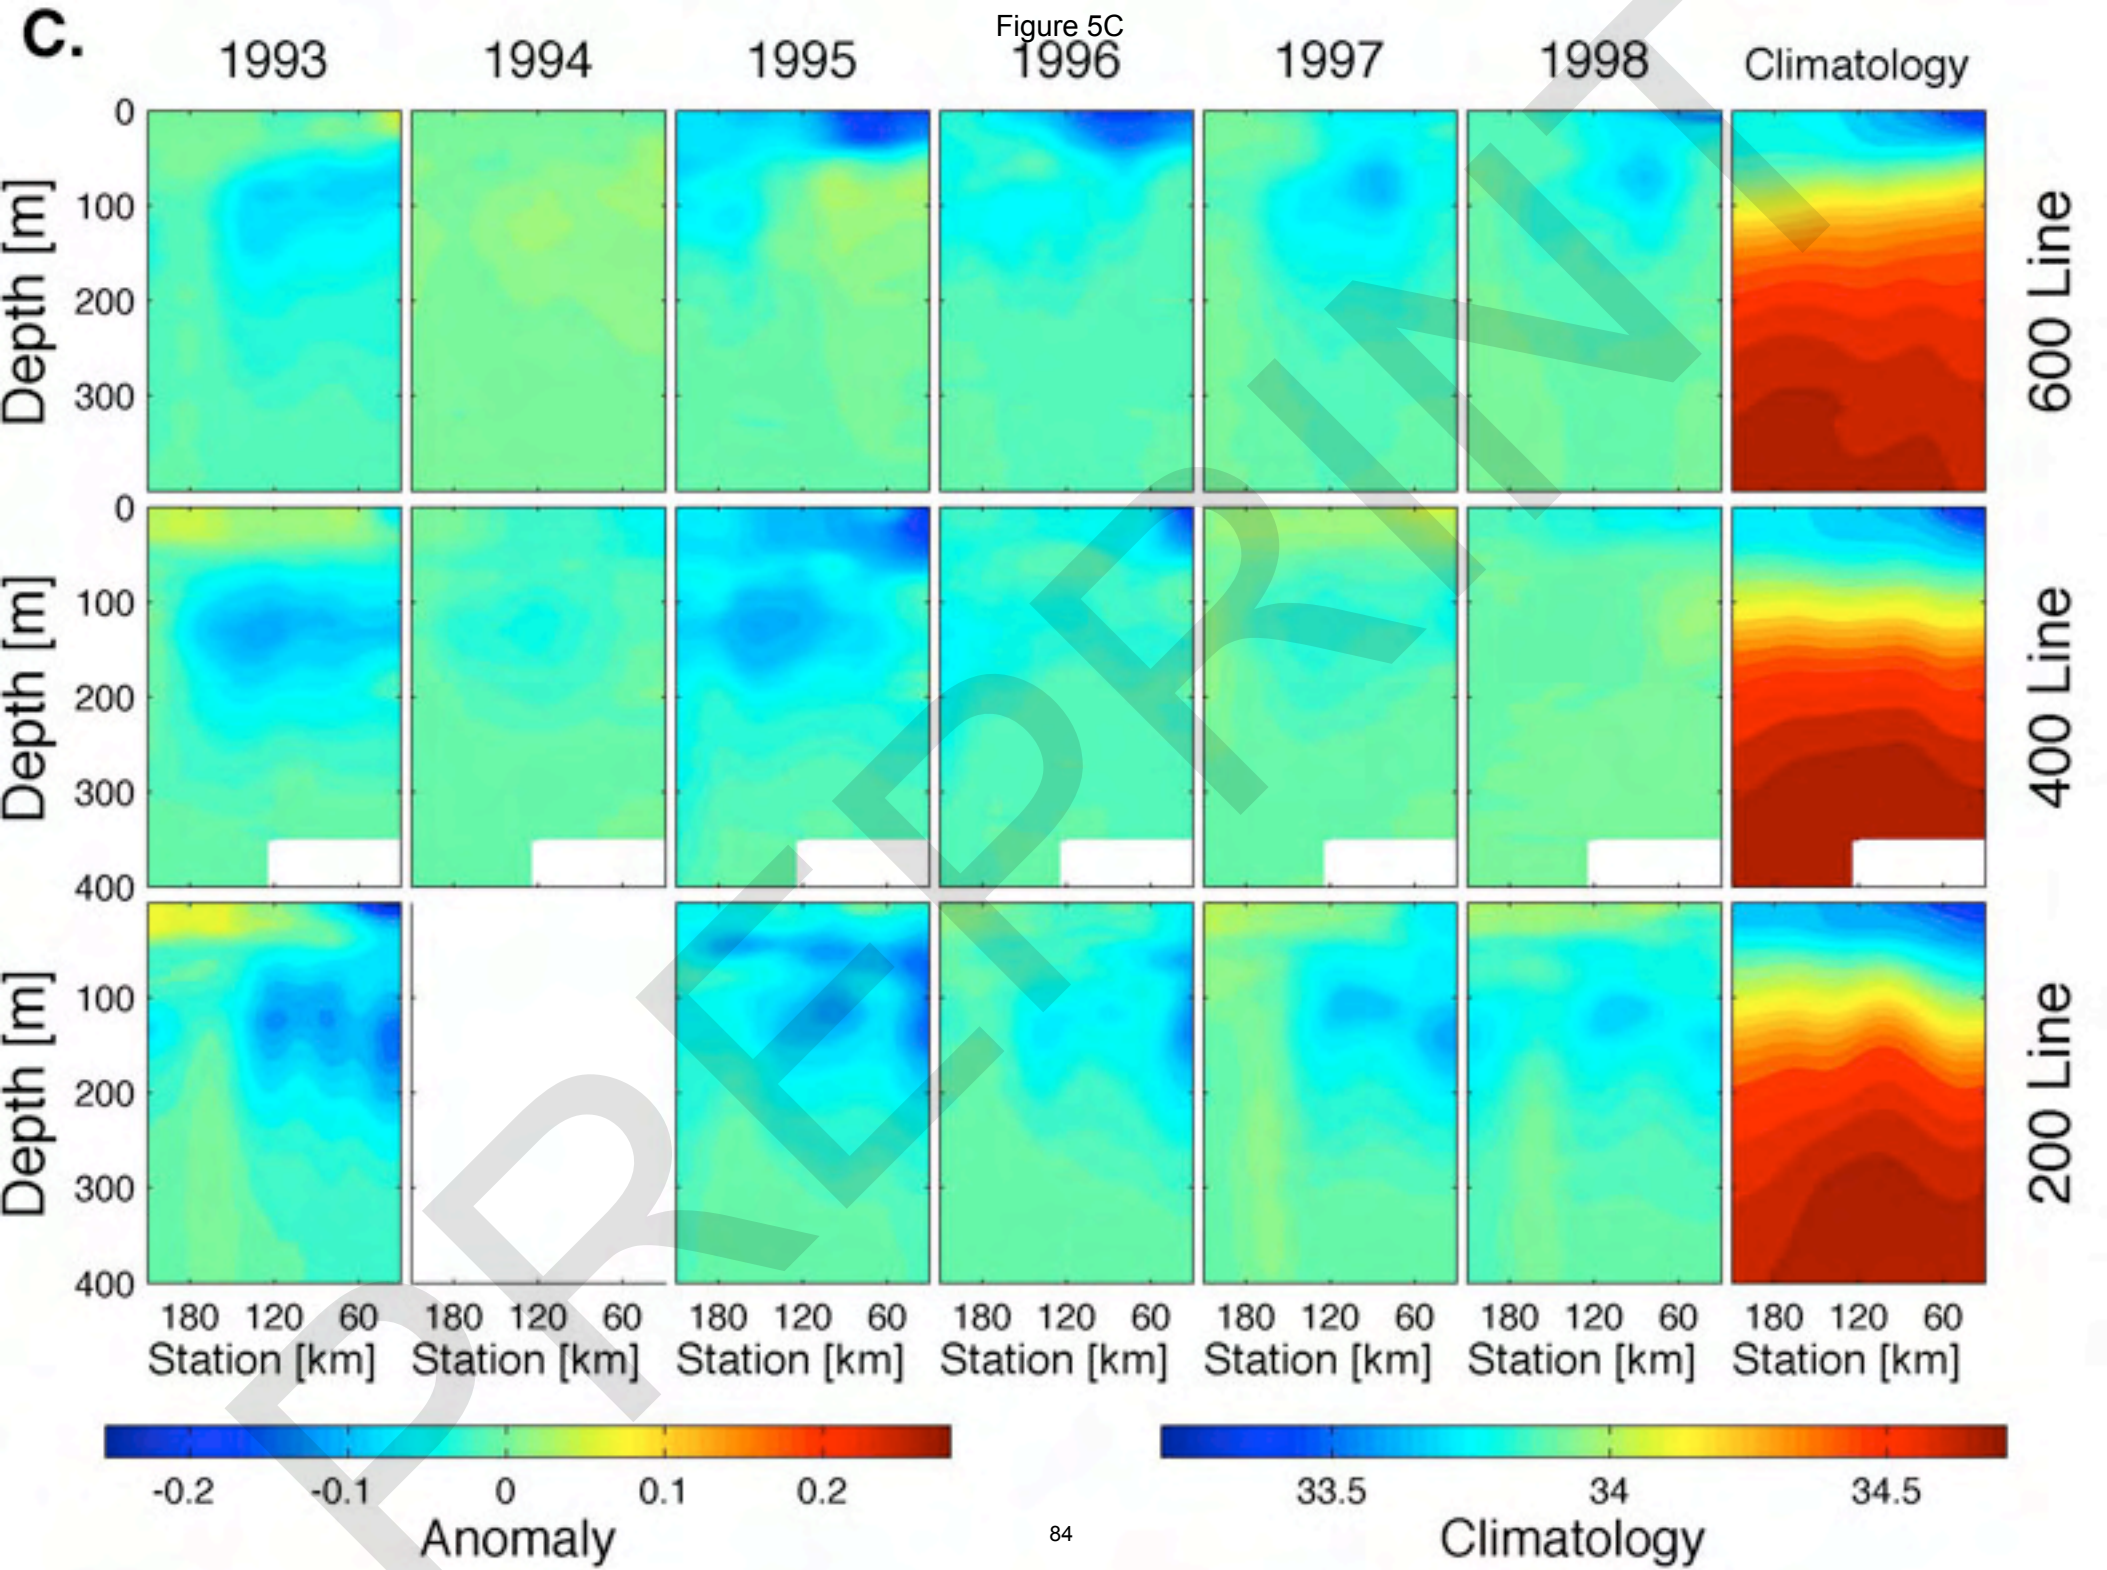 Figure 5C
C.
1993 1994 1995 1996 1997 1998 Climatology
0
100
200
300
Depth [m]
600 Line
0
100
200
300
400
Depth [m]
400 Line
100
200
300
400
Depth [m]
200 Line
180 120 60 180 120 60 180 120 60 180 120 60 180 120 60 180 120 60 180 120 60
Station [km] Station [km] Station [km] Station [km] Station [km] Station [km] Station [km]
-0.2 -0.1 0 0.1 0.2
Anomaly
33.5 34 34.5
Climatology
84
PREPRINT